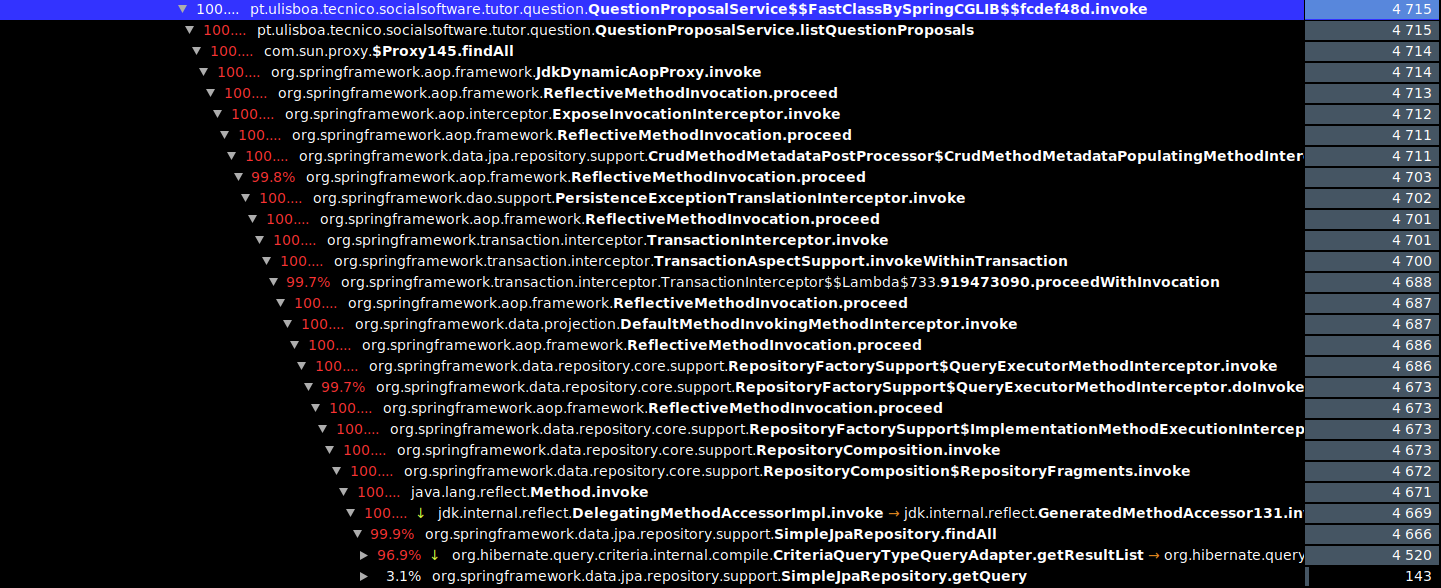 100.... pt.ulisboa.tecnico.socialsoftware.tutor.question.QuestionProposalService$$FastClassBySpringCGLIB$$fcdef48d.invoke 4 715
100.... pt.ulisboa.tecnico.socialsoftware.tutor.question.QuestionProposalService.listQuestionProposals 4 715
100.... com.sun.proxy.$Proxy145.findAll 4 714
100.... org.springframework.aop.framework.JdkDynamicAopProxy.invoke 4 714
100.... org.springframework.aop.framework.ReflectiveMethodInvocation.proceed 4 713
100.... org.springframework.aop.interceptor.ExposeInvocationInterceptor.invoke 4 712
100.... org.springframework.aop.framework.ReflectiveMethodInvocation.proceed 4 711
100.... org.springframework.data.jpa.repository.support.CrudMethodMetadataPostProcessor$CrudMethodMetadataPopulatingMethodInter 4 711
99.8% org.springframework.aop.framework.ReflectiveMethodInvocation.proceed 4 703
100.... org.springframework.dao.support.PersistenceExceptionTranslationInterceptor.invoke 4 702
100.... org.springframework.aop.framework.ReflectiveMethodInvocation.proceed 4 701
100.... org.springframework.transaction.interceptor.TransactionInterceptor.invoke 4 701
100.... org.springframework.transaction.interceptor.TransactionAspectSupport.invokeWithinTransaction 4 700
99.7% org.springframework.transaction.interceptor.TransactionInterceptor$$Lambda$733.919473090.proceedWithInvocation 4 688
100.... org.springframework.aop.framework.ReflectiveMethodInvocation.proceed 4 687
100.... org.springframework.data.projection.DefaultMethodInvokingMethodInterceptor.invoke 4 687
100.... org.springframework.aop.framework.ReflectiveMethodInvocation.proceed 4 686
100.... org.springframework.data.repository.core.support.RepositoryFactorySupport$QueryExecutorMethodInterceptor.invoke 4 686
99.7% org.springframework.data.repository.core.support.RepositoryFactorySupport$QueryExecutorMethodInterceptor.doInvoke 4 673
100.... org.springframework.aop.framework.ReflectiveMethodInvocation.proceed 4 673
100.... org.springframework.data.repository.core.support.RepositoryFactorySupport$ImplementationMethodExecutionIntercep 4 673
100.... org.springframework.data.repository.core.support.RepositoryComposition.invoke 4 673
100.... org.springframework.data.repository.core.support.RepositoryComposition$RepositoryFragments.invoke 4 672
100.... java.lang.reflect.Method.invoke 4 671
100.... ↓ jdk.internal.reflect.DelegatingMethodAccessorImpl.invoke → jdk.internal.reflect.GeneratedMethodAccessor131.in 4 669
99.9% org.springframework.data.jpa.repository.support.SimpleJpaRepository.findAll 4 666
96.9% ↓ org.hibernate.query.criteria.internal.compile.CriteriaQueryTypeQueryAdapter.getResultList → org.hibernate.query 4 520
3.1% org.springframework.data.jpa.repository.support.SimpleJpaRepository.getQuery 143